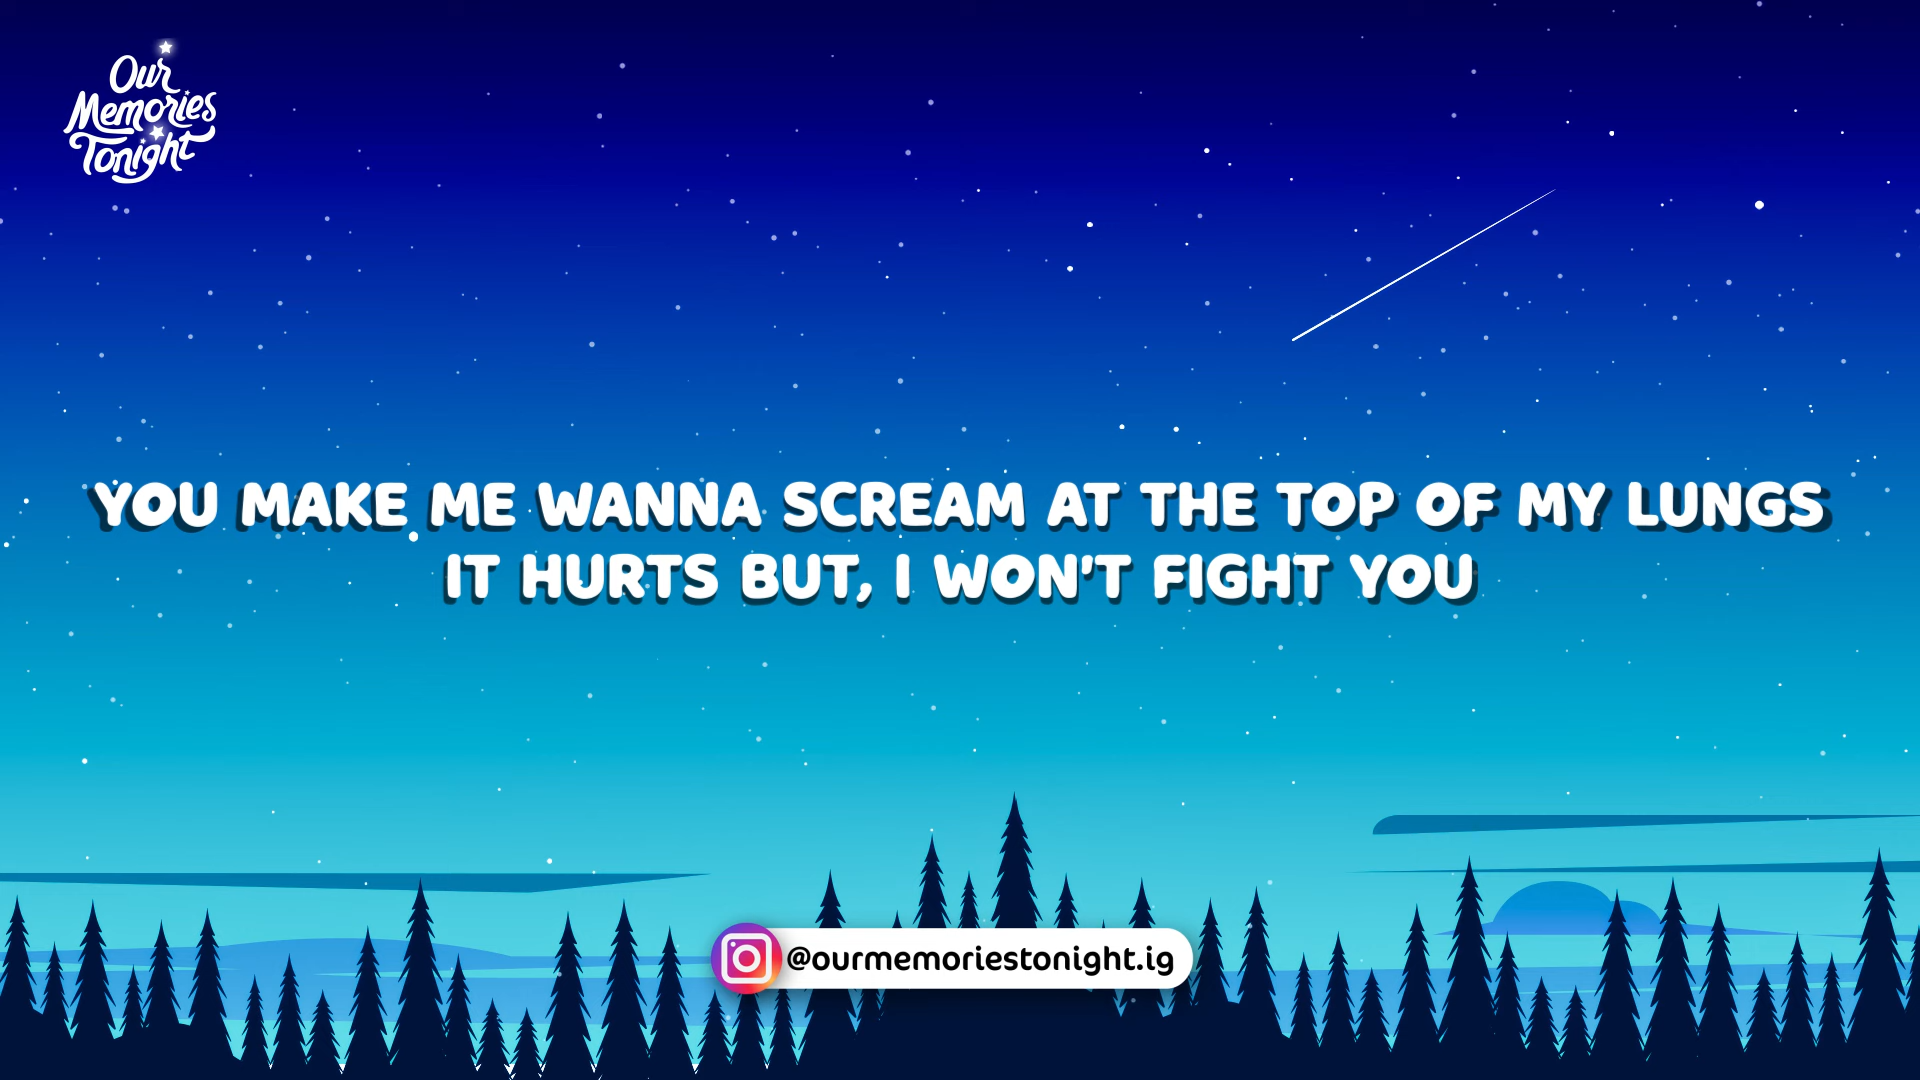 Our
Memories
Tonight
YOU MAKE ME WANNA SCREAM AT THE TOP OF MY LUNGS
IT HURTS BUT, I WON'T FIGHT YOU
@ourmemoriestonight.ig